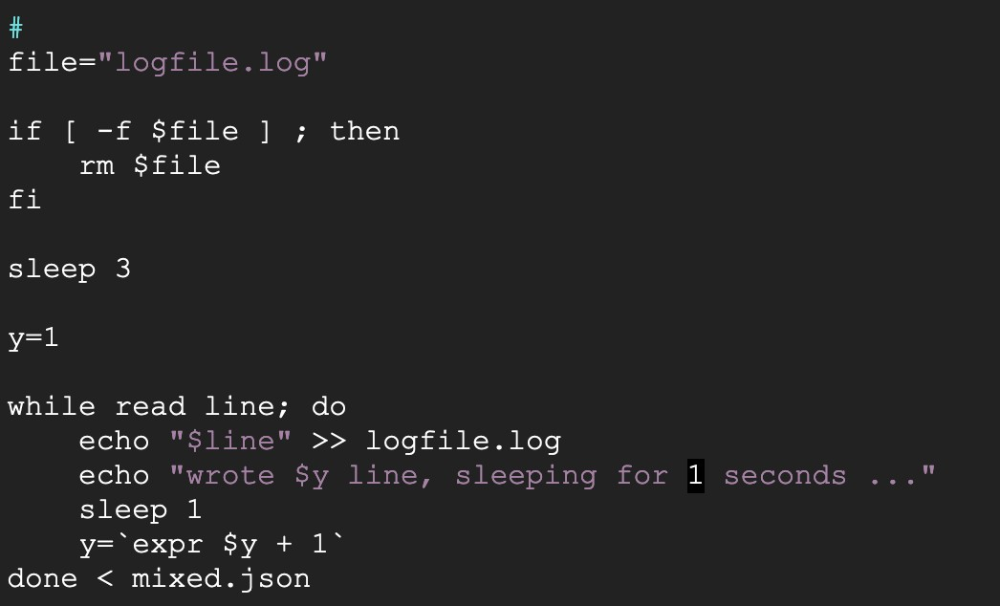 #
file="logfile.log"
if [ -f $file ] ; then
    rm $file
fi
sleep 3
y=1
while read line; do
    echo "$line" >> logfile.log
    echo "wrote $y line, sleeping for 1 seconds ..."
    sleep 1
    y=`expr $y + 1`
done < mixed.json